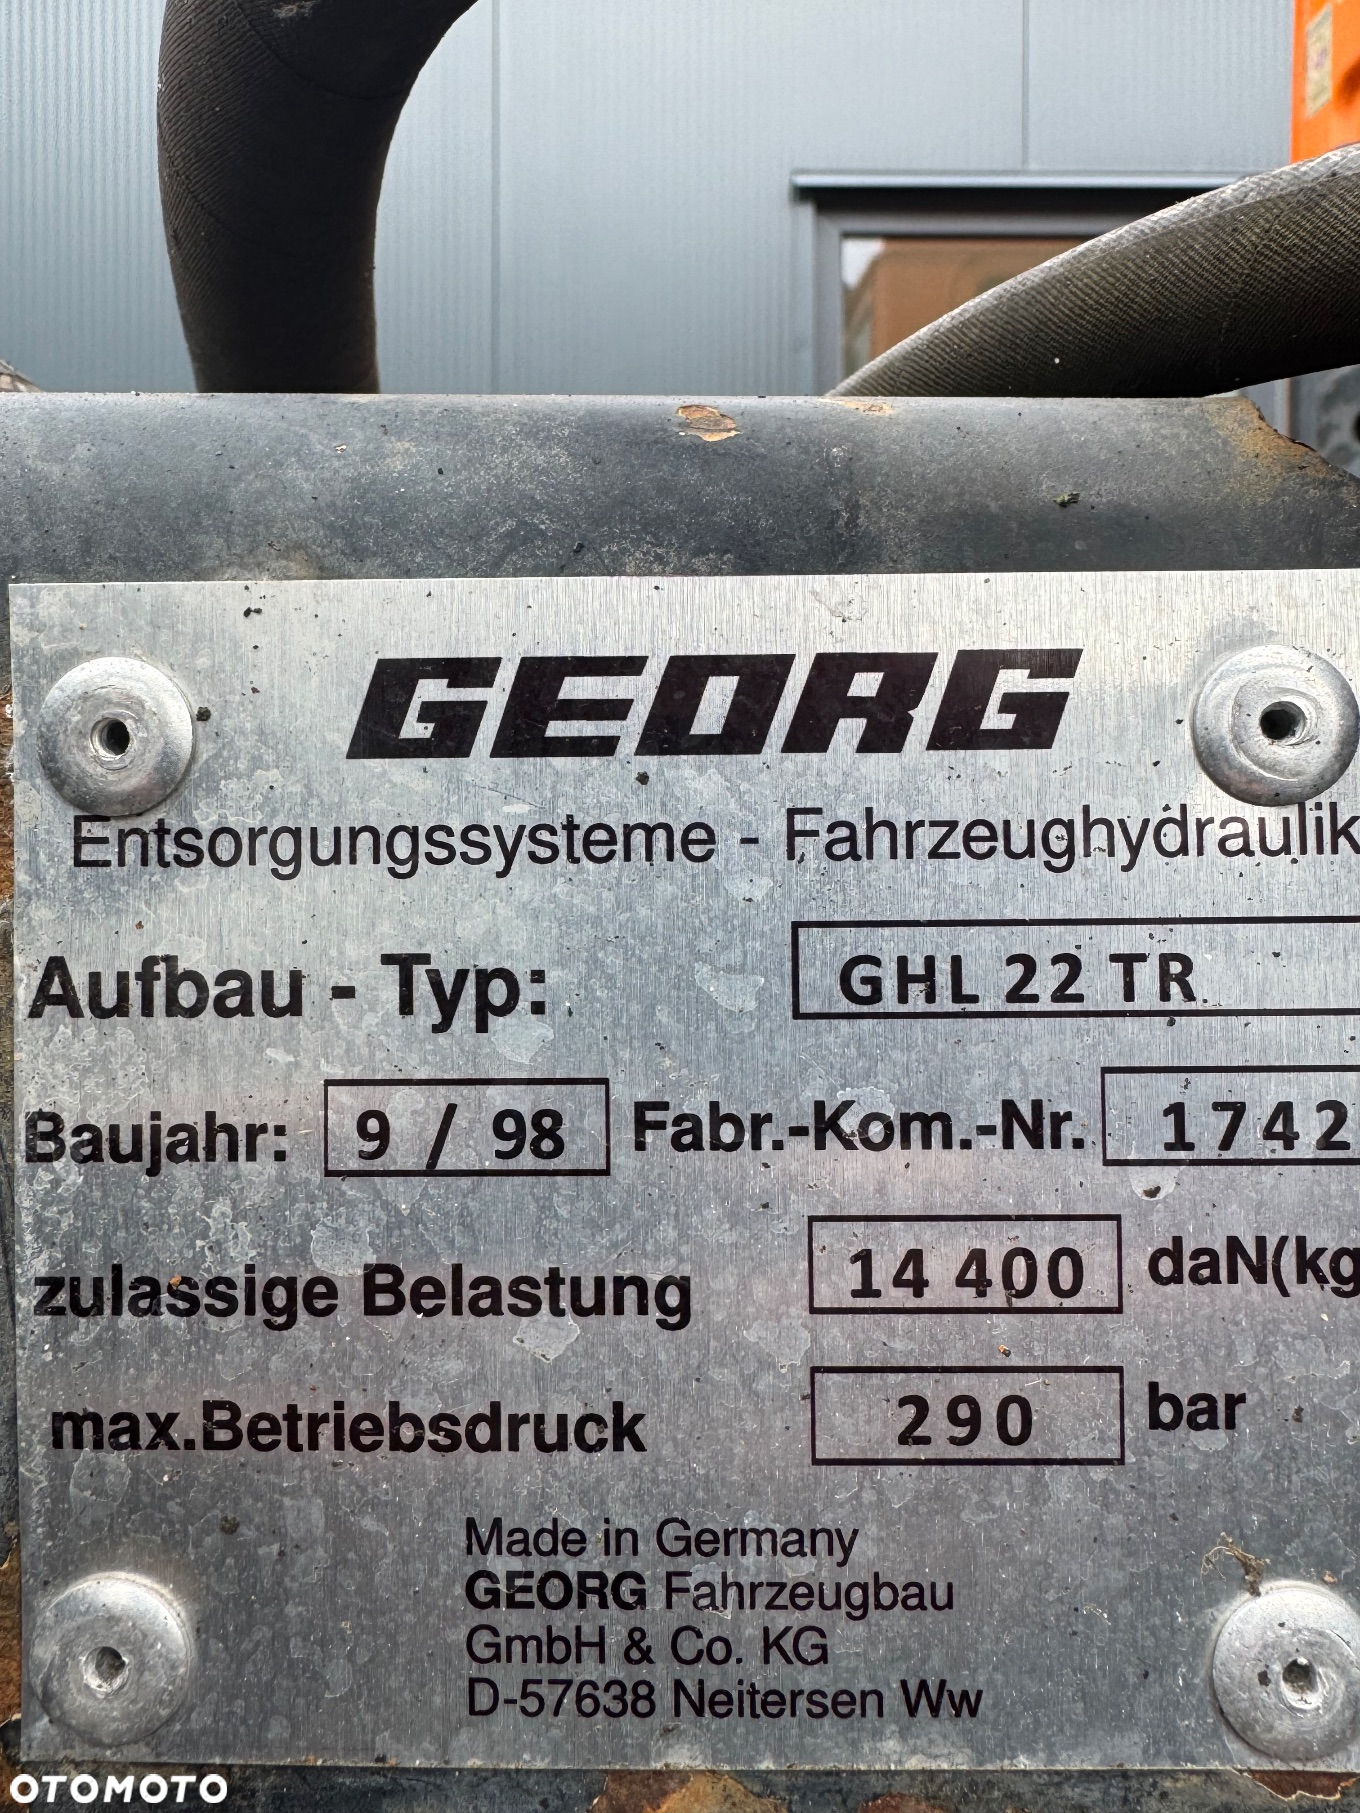 GEORG
Entsorgungssysteme - Fahrzeughydraulik
Aufbau - Typ: GHL 22 TR
Baujahr: 9 / 98 Fabr.-Kom.-Nr. 1742
zulassige Belastung 14 400 daN(kg
max.Betriebsdruck 290 bar
Made in Germany
GEORG Fahrzeugbau
GmbH & Co. KG
D-57638 Neitersen Ww
OTOMOTO